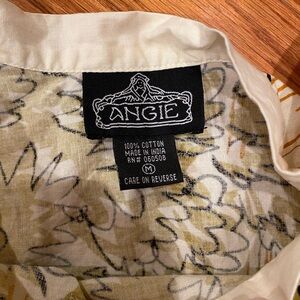 ANGIE
100% COTTON
MADE IN INDIA
RN# 060508
M
CARE ON REVERSE